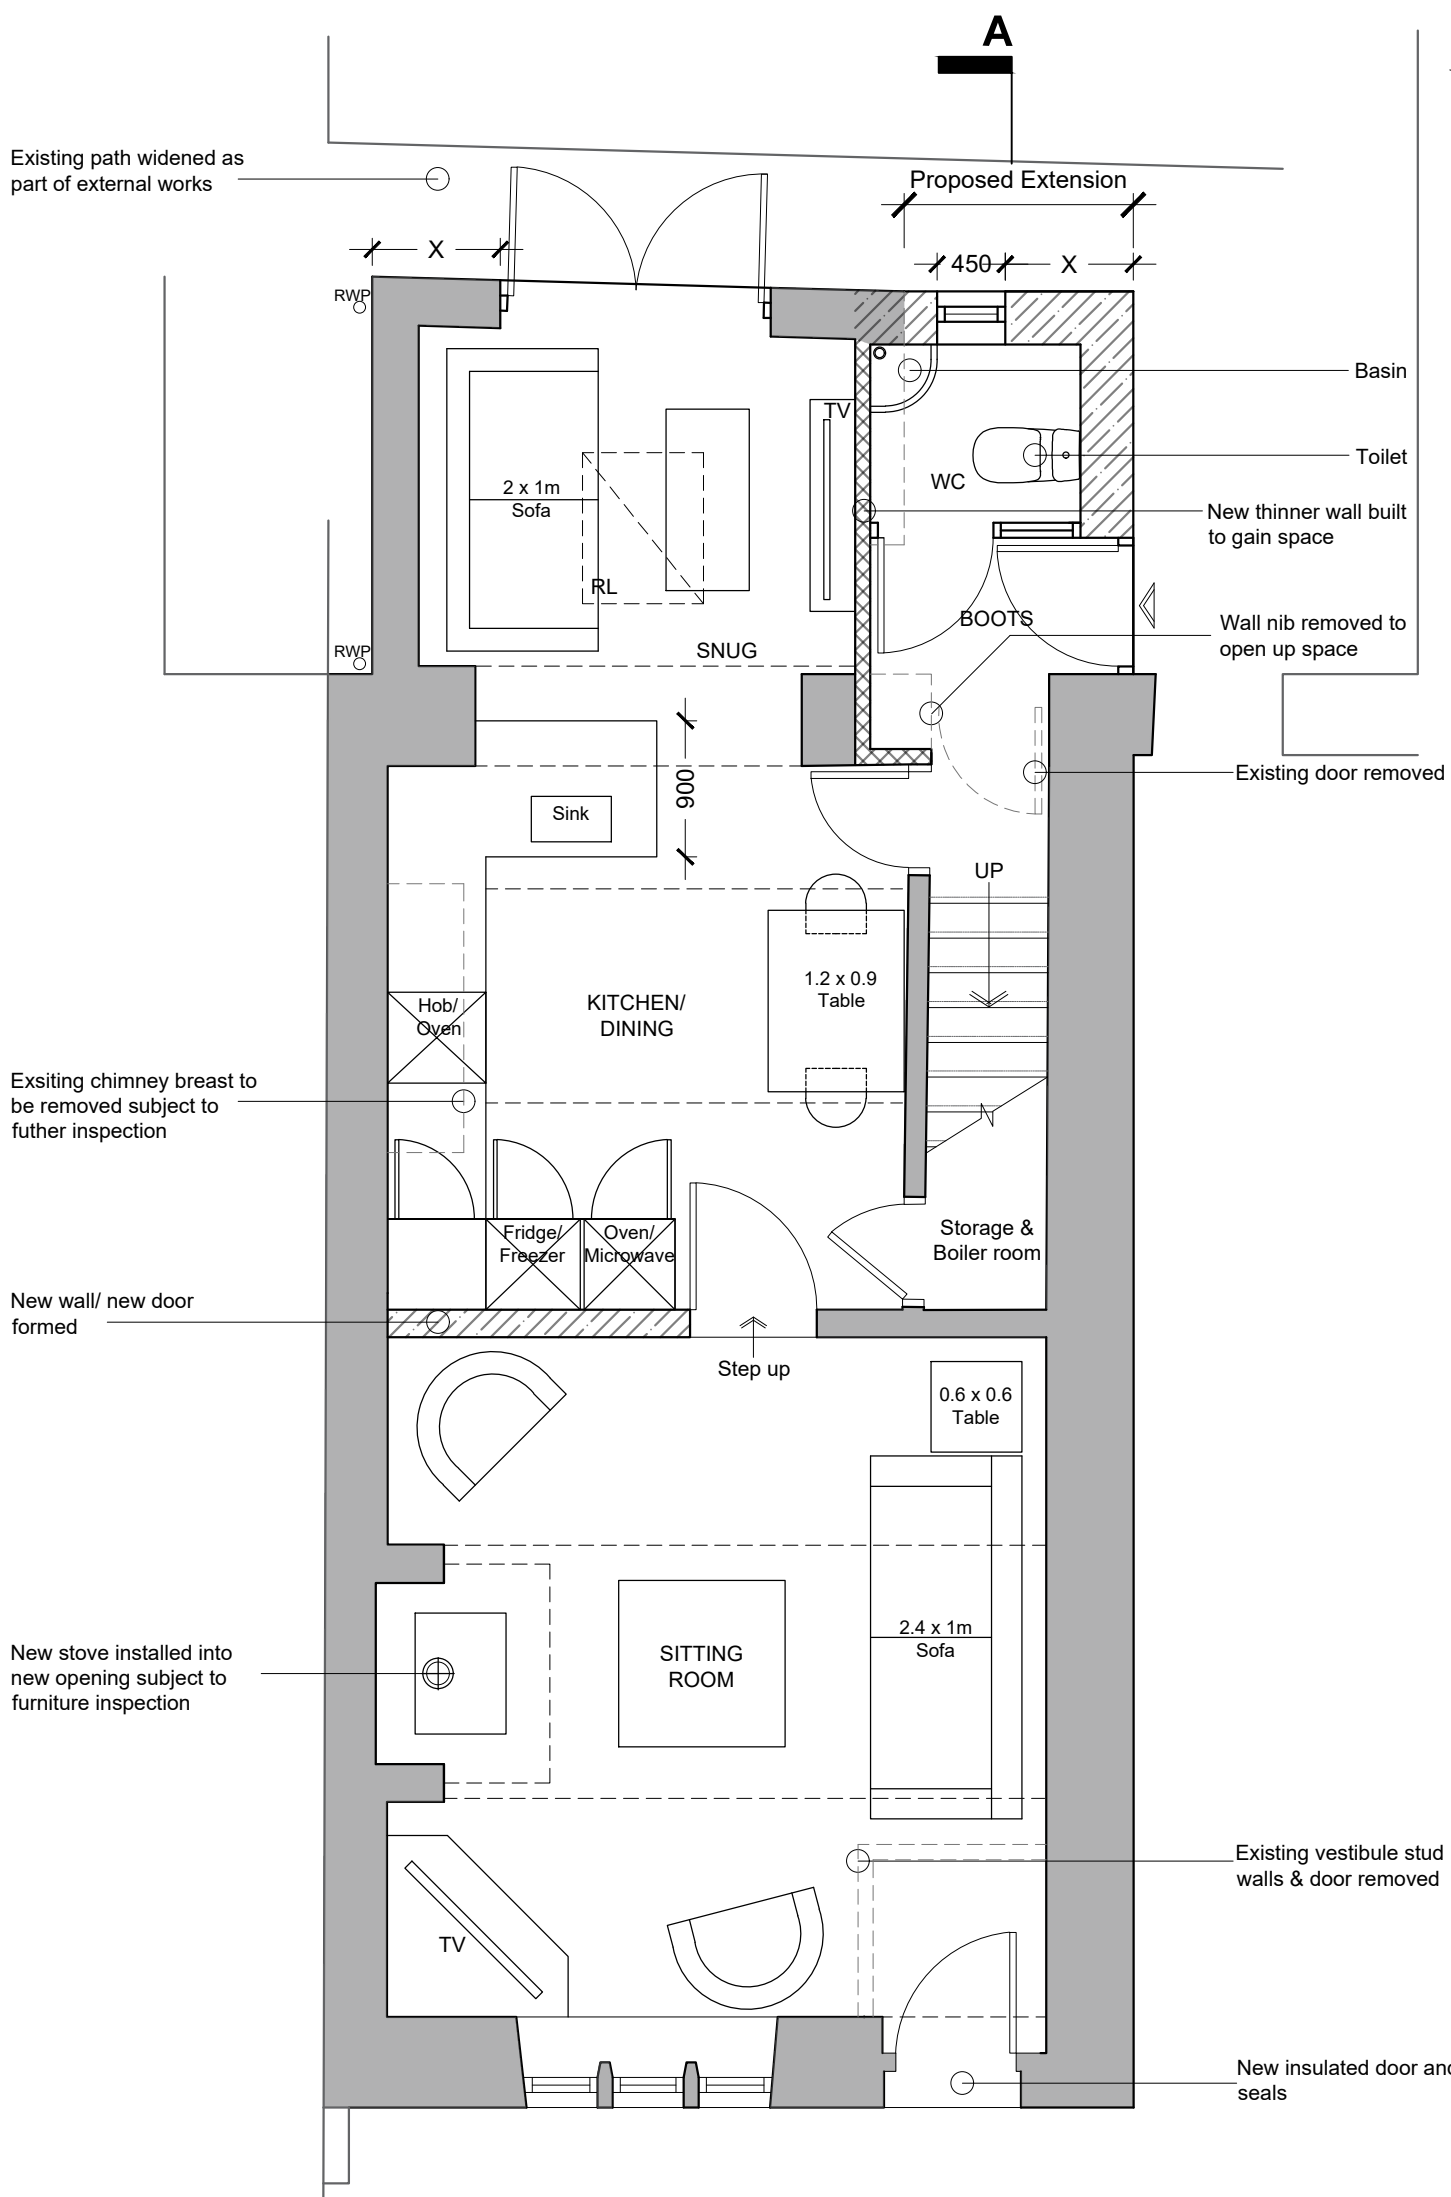 A
Existing path widened as
part of external works
Proposed Extension
X
450
X
RWP
Basin
TV
Toilet
WC
2 x 1m
Sofa
New thinner wall built
to gain space
RL
BOOTS
Wall nib removed to
open up space
RWP
SNUG
Existing door removed
900
Sink
UP
1.2 x 0.9
Table
KITCHEN/
DINING
Hob/
Oven
Exsiting chimney breast to
be removed subject to
futher inspection
Fridge/
Freezer
Oven/
Microwave
Storage &
Boiler room
New wall/ new door
formed
Step up
0.6 x 0.6
Table
2.4 x 1m
Sofa
SITTING
ROOM
New stove installed into
new opening subject to
furniture inspection
Existing vestibule stud
walls & door removed
TV
New insulated door and
seals